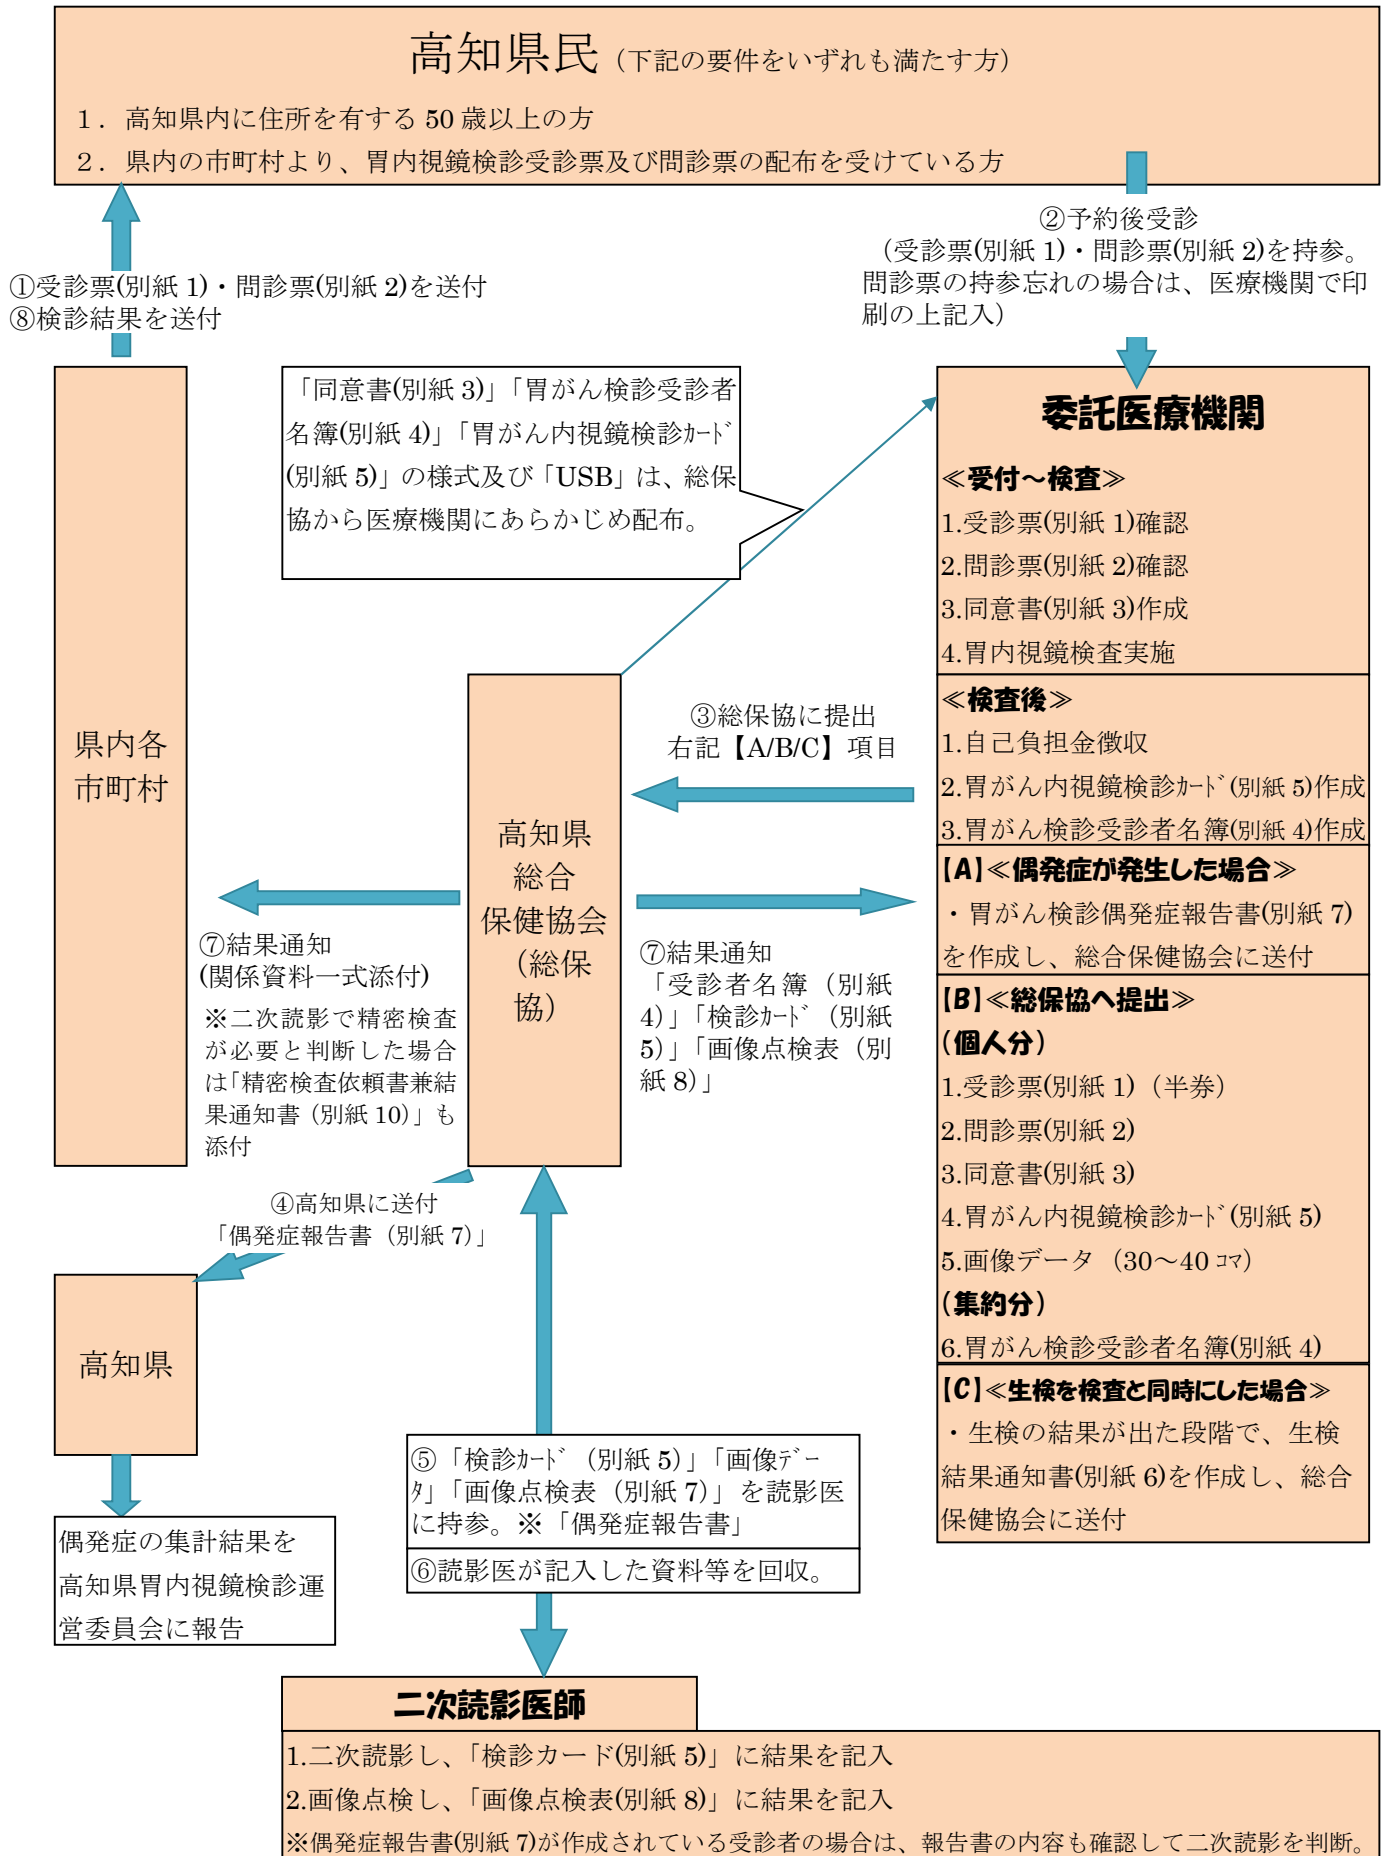 高知県民（下記の要件をいずれも満たす方）
１．高知県内に住所を有する 50 歳以上の方
２．県内の市町村より、胃内視鏡検診受診票及び問診票の配布を受けている方
①受診票(別紙 1)・問診票(別紙 2)を送付
⑧検診結果を送付
②予約後受診
（受診票(別紙 1)・問診票(別紙 2)を持参。
問診票の持参忘れの場合は、医療機関で印
刷の上記入）
「同意書(別紙 3)」「胃がん検診受診者
名簿(別紙 4)」「胃がん内視鏡検診ｶｰﾄﾞ
(別紙 5)」の様式及び「USB」は、総保
協から医療機関にあらかじめ配布。
委託医療機関
≪受付～検査≫
1.受診票(別紙 1)確認
2.問診票(別紙 2)確認
3.同意書(別紙 3)作成
4.胃内視鏡検査実施
≪検査後≫
1.自己負担金徴収
2.胃がん内視鏡検診ｶｰﾄﾞ(別紙 5)作成
3.胃がん検診受診者名簿(別紙 4)作成
【A】≪偶発症が発生した場合≫
・胃がん検診偶発症報告書(別紙 7)
を作成し、総合保健協会に送付
【B】≪総保協へ提出≫
（個人分）
1.受診票(別紙 1)（半券）
2.問診票(別紙 2)
3.同意書(別紙 3)
4.胃がん内視鏡検診ｶｰﾄﾞ(別紙 5)
5.画像データ（30～40 ｺﾏ）
（集約分）
6.胃がん検診受診者名簿(別紙 4)
【C】≪生検を検査と同時にした場合≫
・生検の結果が出た段階で、生検
結果通知書(別紙 6)を作成し、総合
保健協会に送付
③総保協に提出
右記【A/B/C】項目
県内各
市町村
高知県
総合
保健協会
（総保
協）
⑦結果通知
(関係資料一式添付)
※二次読影で精密検査
が必要と判断した場合
は「精密検査依頼書兼結
果通知書（別紙 10）」も
添付
⑦結果通知
「受診者名簿（別紙
4）」「検診ｶｰﾄﾞ（別紙
5）」「画像点検表（別
紙 8）」
④高知県に送付
「偶発症報告書（別紙 7）」
高知県
偶発症の集計結果を
高知県胃内視鏡検診運
営委員会に報告
⑤「検診ｶｰﾄﾞ（別紙 5）」「画像ﾃﾞｰ
ﾀ」「画像点検表（別紙 7）」を読影医
に持参。※「偶発症報告書」
⑥読影医が記入した資料等を回収。
二次読影医師
1.二次読影し、「検診カード(別紙 5)」に結果を記入
2.画像点検し、「画像点検表(別紙 8)」に結果を記入
※偶発症報告書(別紙 7)が作成されている受診者の場合は、報告書の内容も確認して二次読影を判断。